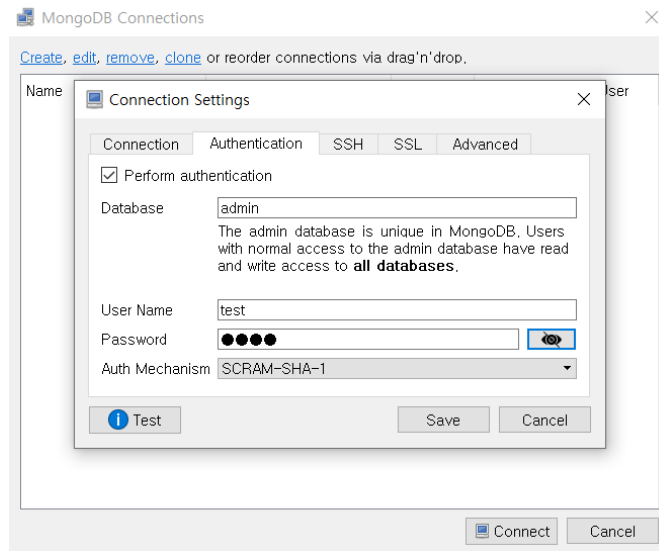 MongoDB Connections
Create, edit, remove, clone or reorder connections via drag'n'drop.
Name
Connection Settings
Connection Authentication SSH SSL Advanced
Perform authentication
Database admin
The admin database is unique in MongoDB. Users
with normal access to the admin database have read
and write access to all databases.
User Name test
Password ●●●●
Auth Mechanism SCRAM-SHA-1
Test Save Cancel
Connect Cancel